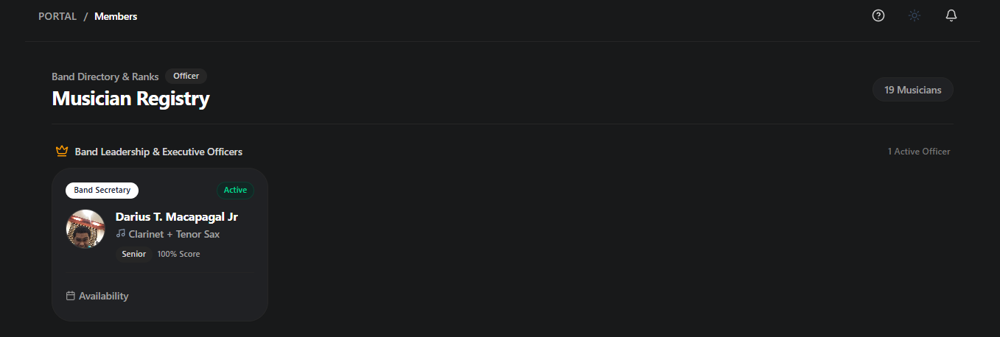 PORTAL / Members
Band Directory & Ranks Officer
Musician Registry
19 Musicians
Band Leadership & Executive Officers
1 Active Officer
Band Secretary
Active
Darius T. Macapagal Jr
Clarinet + Tenor Sax
Senior 100% Score
Availability